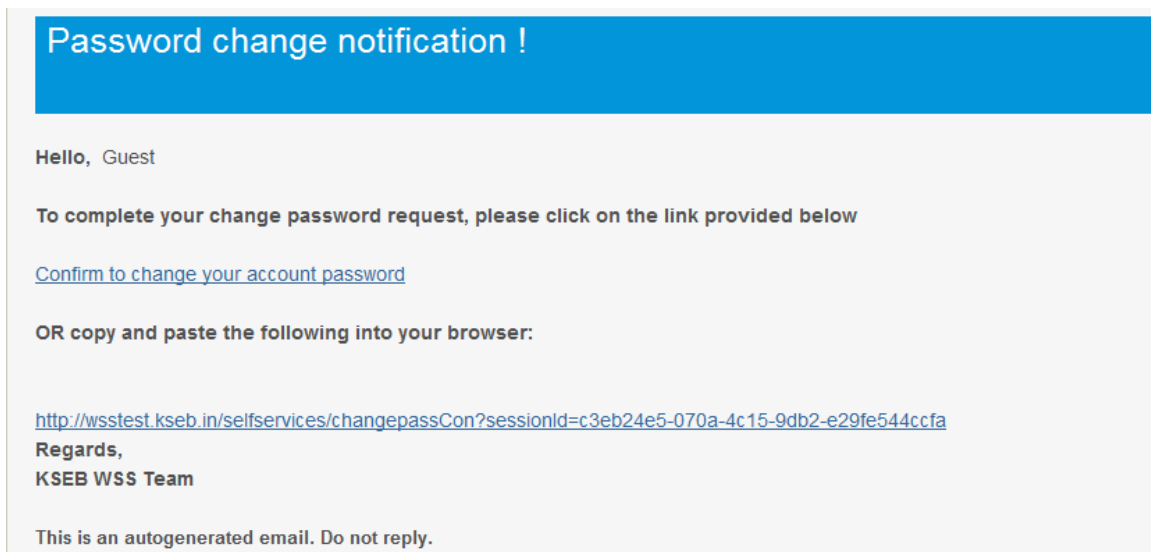 Password change notification !
Hello, Guest
To complete your change password request, please click on the link provided below
Confirm to change your account password
OR copy and paste the following into your browser:
http://wsstest.kseb.in/selfservices/changepassCon?sessionId=c3eb24e5-070a-4c15-9db2-e29fe544ccfa
Regards,
KSEB WSS Team
This is an autogenerated email. Do not reply.